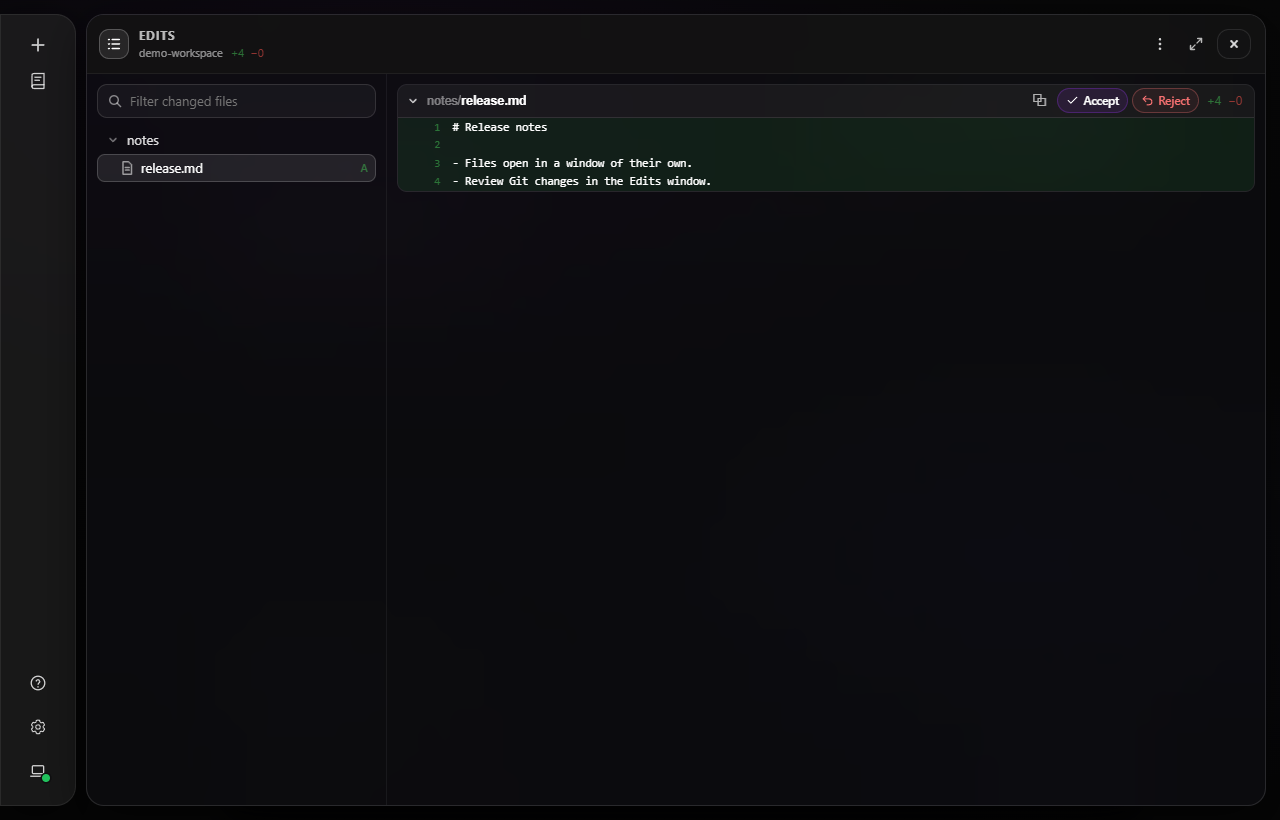 EDITS
demo-workspace +4 −0
Filter changed files
notes
release.md A
notes/release.md Accept Reject +4 −0
1 # Release notes
2
3 - Files open in a window of their own.
4 - Review Git changes in the Edits window.